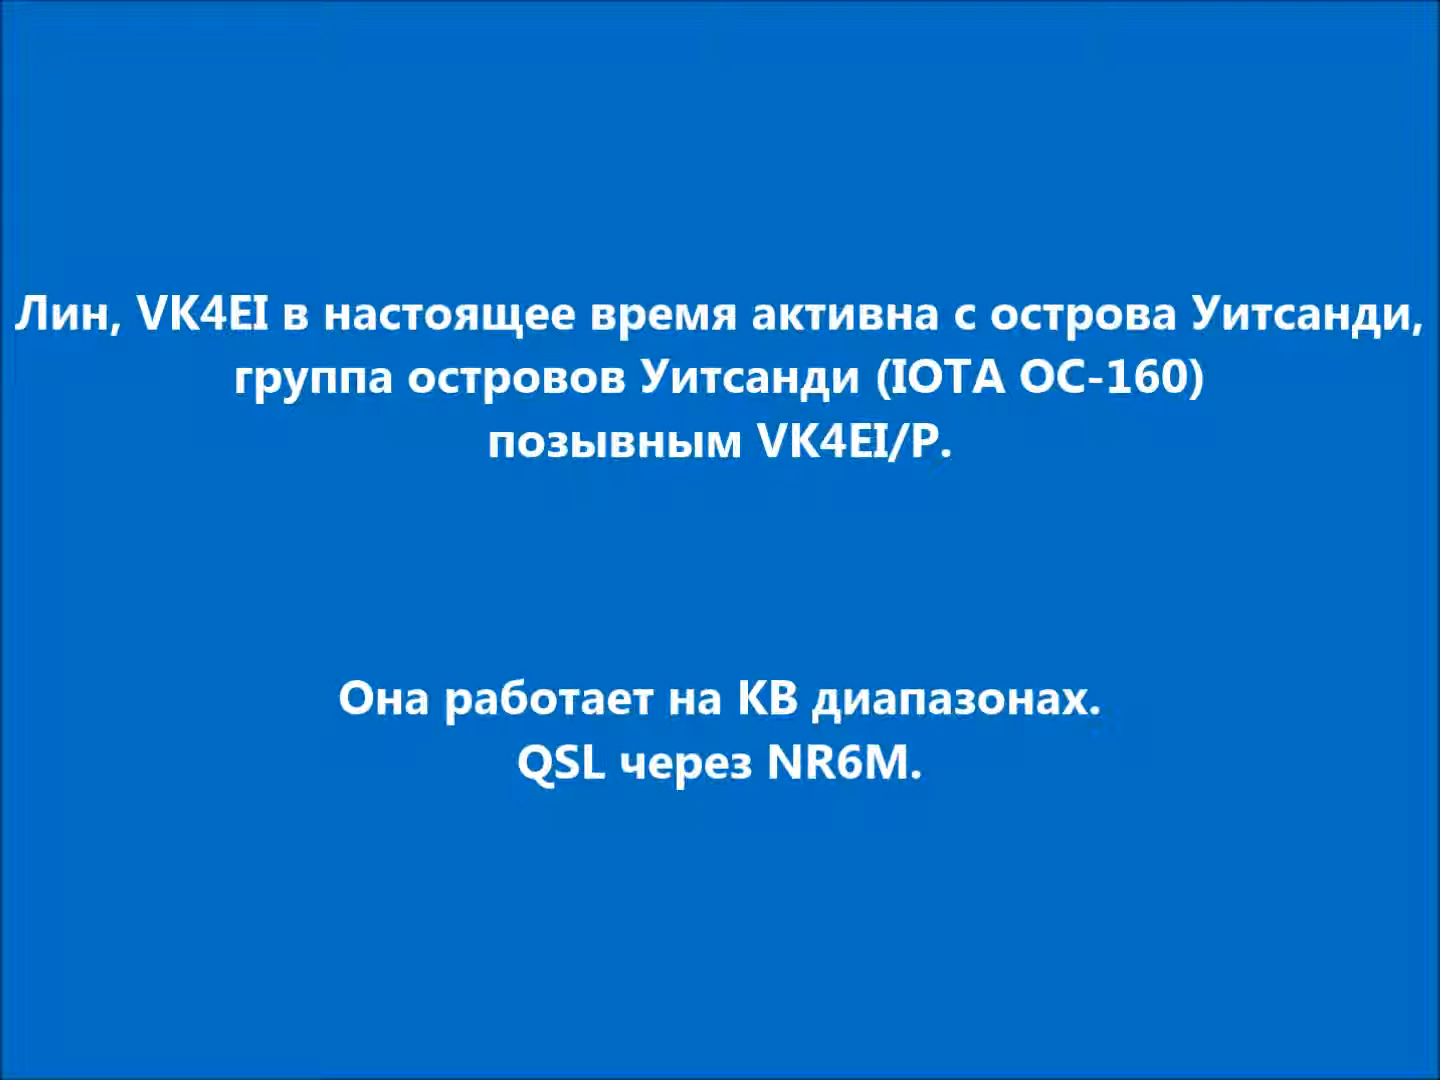 Лин, VK4EI в настоящее время активна с острова Уитсанди,
группа островов Уитсанди (IOTA OC-160)
позывным VK4EI/P.
Она работает на КВ диапазонах.
QSL через NR6M.